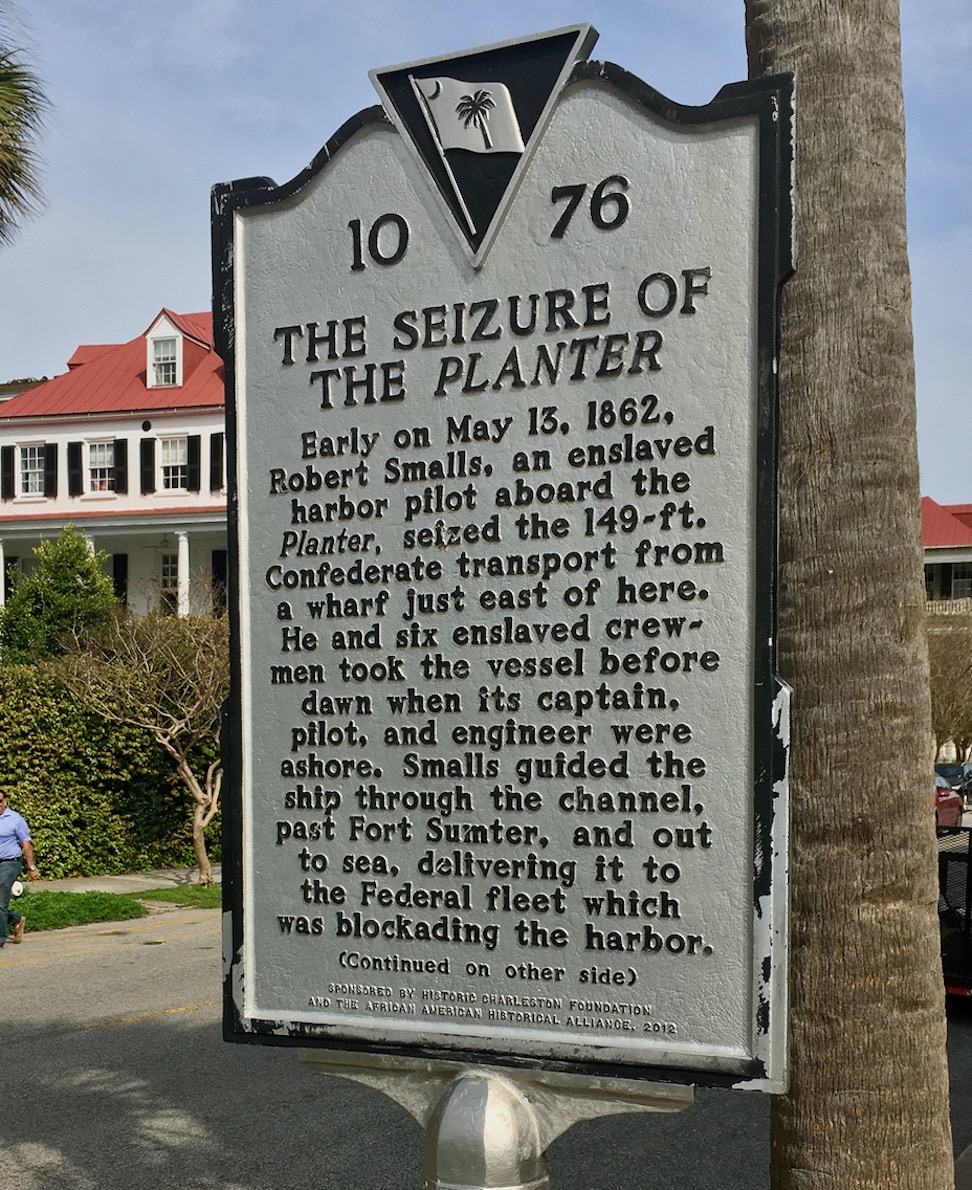 10 76
THE SEIZURE OF
THE PLANTER
Early on May 13, 1862,
Robert Smalls, an enslaved
harbor pilot aboard the
Planter, seized the 149-ft.
Confederate transport from
a wharf just east of here.
He and six enslaved crew-
men took the vessel before
dawn when its captain,
pilot, and engineer were
ashore. Smalls guided the
ship through the channel,
past Fort Sumter, and out
to sea, delivering it to
the Federal fleet which
was blockading the harbor.
(Continued on other side)
SPONSORED BY HISTORIC CHARLESTON FOUNDATION
AND THE AFRICAN AMERICAN HISTORICAL ALLIANCE, 2012